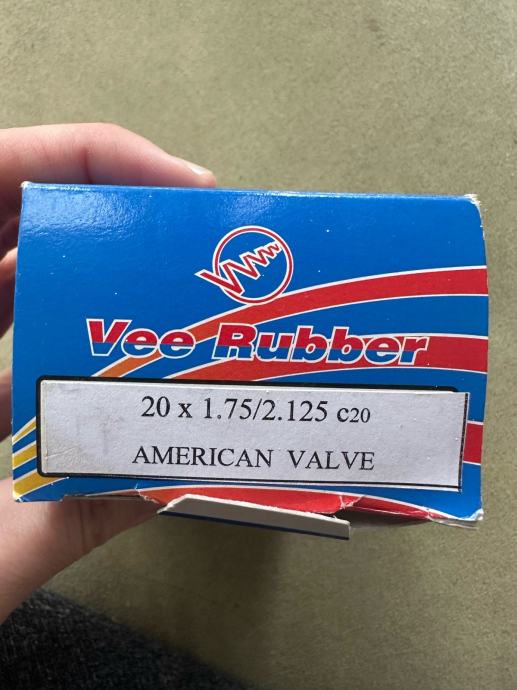 Vee Rubber
20 x 1.75/2.125 c20
AMERICAN VALVE